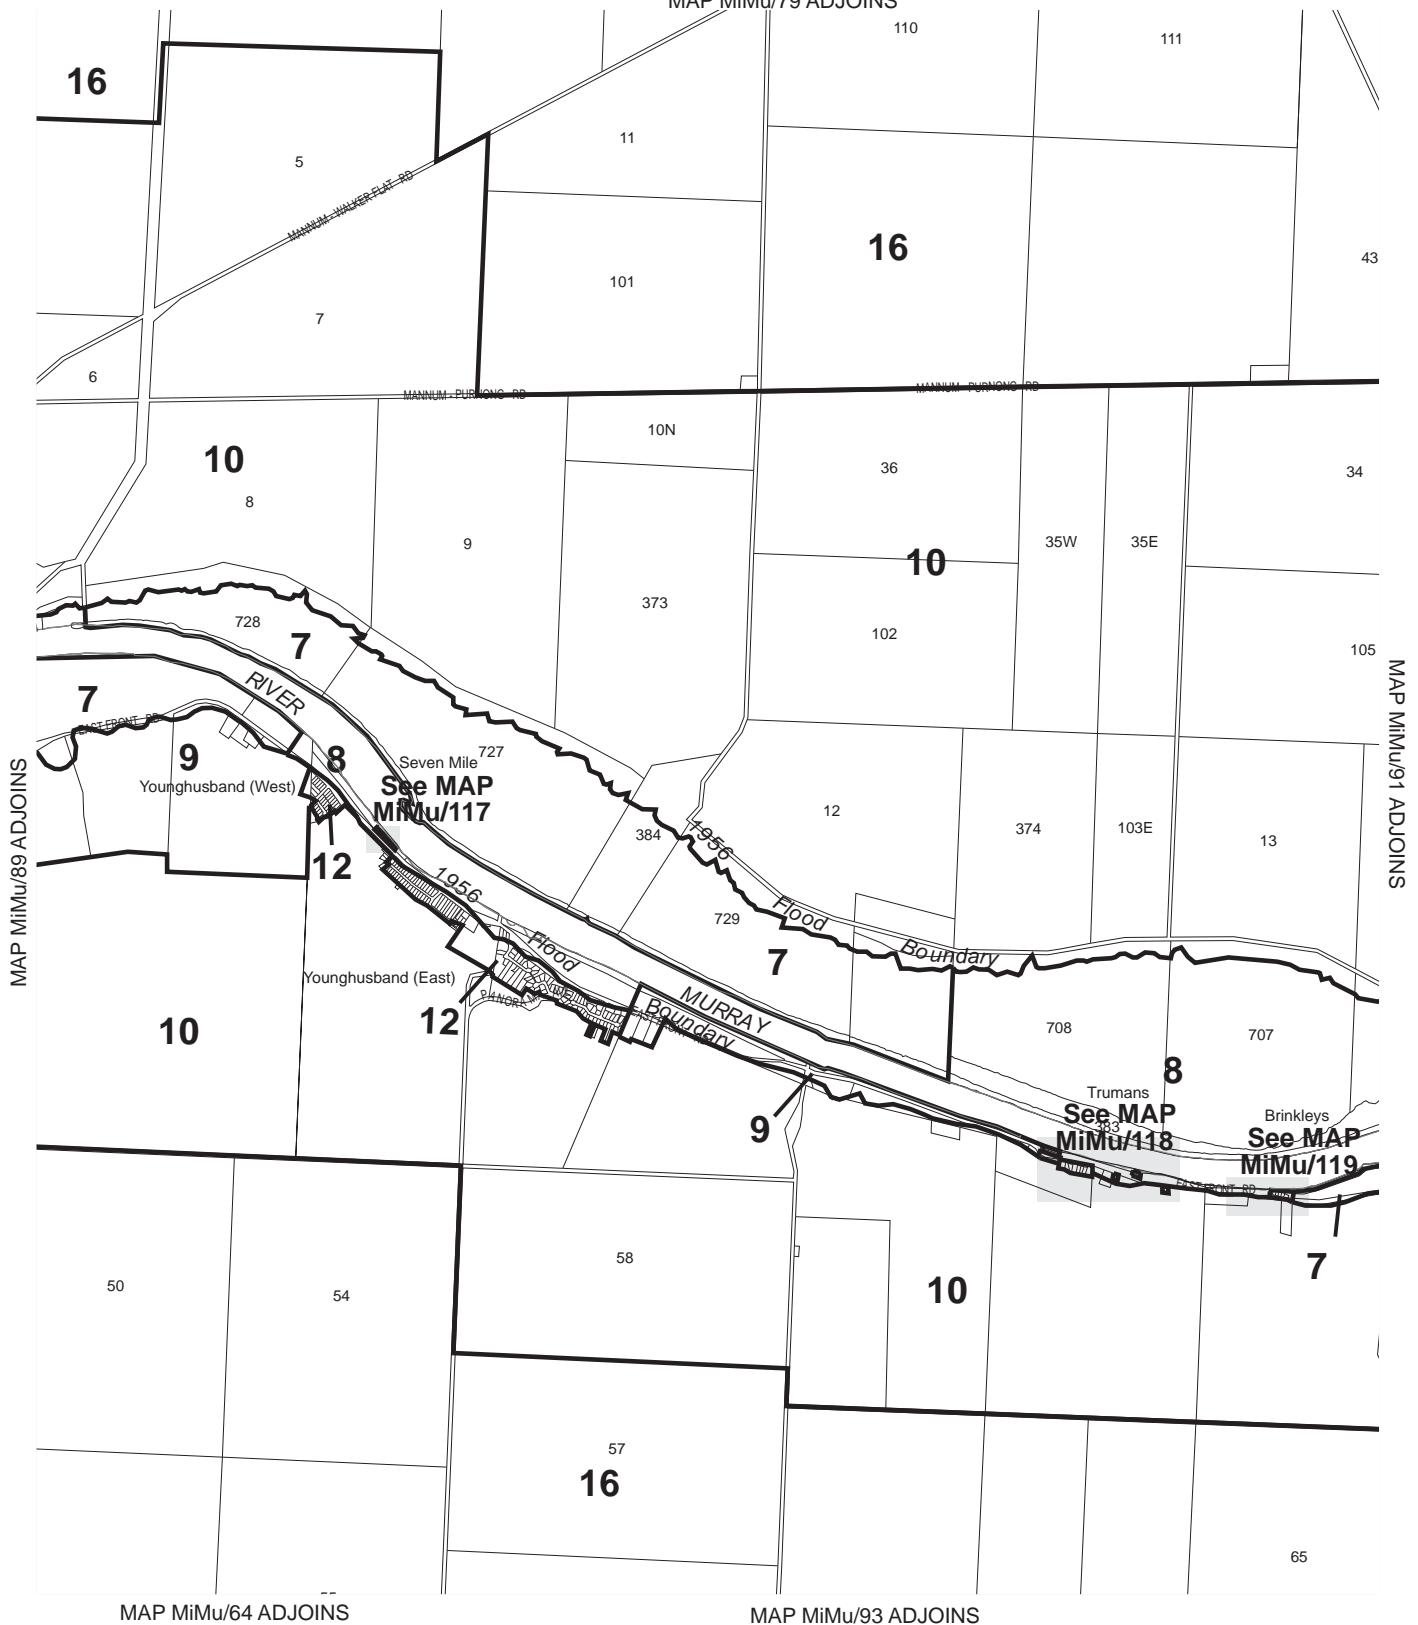 MAP MiMu/79 ADJOINS
110
111
16
11
5
MANNUM - WALKER FLAT RD
16
43
101
7
6
MANNUM - PURNONG RD
MANNUM - PURNONG RD
10N
10
36
34
8
9
35W
35E
10
373
728
7
102
105
MAP MiMu/91 ADJOINS
RIVER
7
EAST FRONT RD
9
8
727
Seven Mile
See MAP
MiMu/117
Younghusband (West)
MAP MiMu/89 ADJOINS
12
384
1956
12
374
103E
13
1956
Flood
Boundary
729
7
Flood
Younghusband (East)
12
10
MURRAY
Boundary
708
707
8
9
Trumans
See MAP
MiMu/118
383
Brinkleys
See MAP
MiMu/119
EAST FRONT RD
7
58
10
50
54
57
16
65
MAP MiMu/64 ADJOINS
MAP MiMu/93 ADJOINS